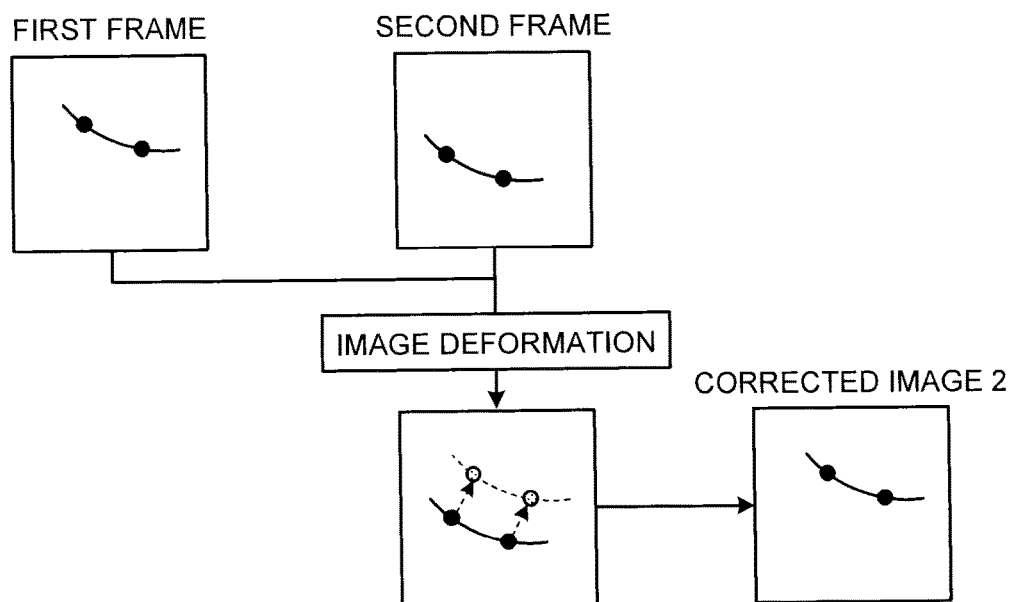 FIRST FRAME
SECOND FRAME
IMAGE DEFORMATION
CORRECTED IMAGE 2